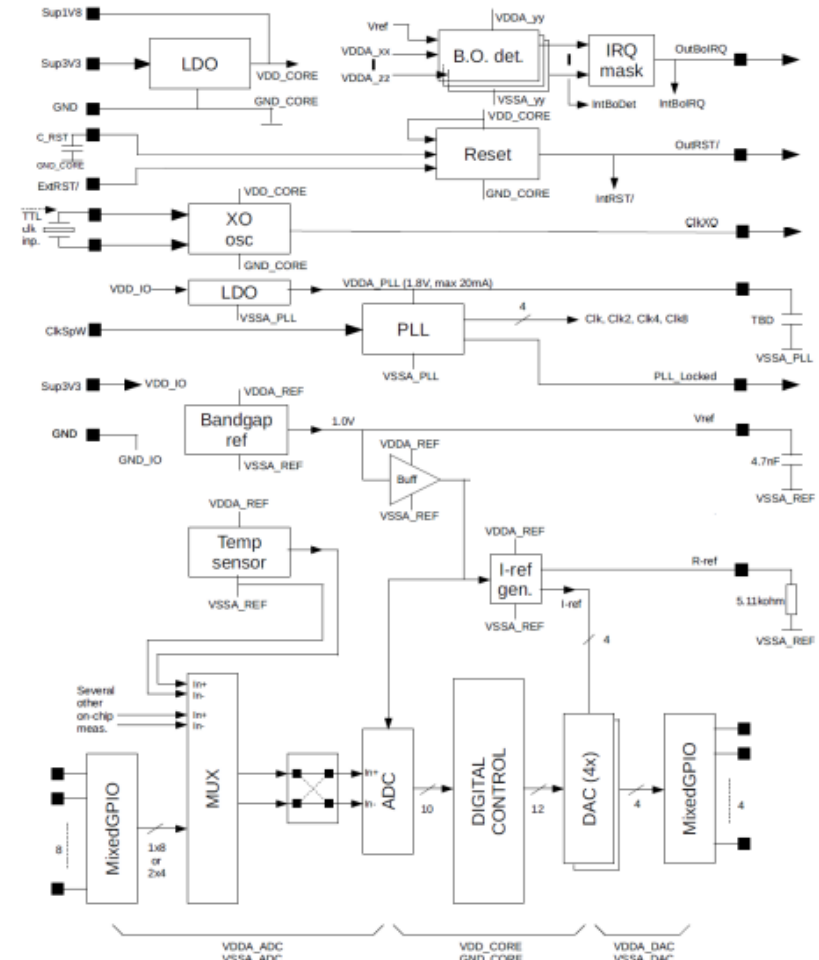 Sup1V8
Sup3V3
LDO
VDD_CORE
GND
GND_CORE
Vref
VDDA_xx
VDDA_zz
VDDA_yy
B.O. det.
VSSA_yy
IRQ
mask
OutBoIRQ
IntBoDet
IntBoIRQ
C_RST
GND_CORE
ExtRST/
VDD_CORE
Reset
GND_CORE
OutRST/
IntRST/
TTL
clk
inp.
VDD_CORE
XO
osc
GND_CORE
ClkXO
VDD_IO
LDO
VSSA_PLL
VDDA_PLL (1.8V, max 20mA)
TBD
VSSA_PLL
ClkSpW
PLL
VSSA_PLL
4
Clk, Clk2, Clk4, Clk8
PLL_Locked
Sup3V3
VDD_IO
GND
GND_IO
VDDA_REF
Bandgap
ref
VSSA_REF
1.0V
Vref
4.7nF
VSSA_REF
VDDA_REF
Buff
VSSA_REF
VDDA_REF
Temp
sensor
VSSA_REF
VDDA_REF
I-ref
gen.
VSSA_REF
I-ref
4
R-ref
5.11kohm
VSSA_REF
In+
In-
Several
other
on-chip
meas.
In+
In-
8
MixedGPIO
1x8
or
2x4
MUX
In+
In-
ADC
10
DIGITAL
CONTROL
12
DAC (4x)
4
MixedGPIO
4
VDDA_ADC
VSSA_ADC
VDD_CORE
GND_CORE
VDDA_DAC
VSSA_DAC